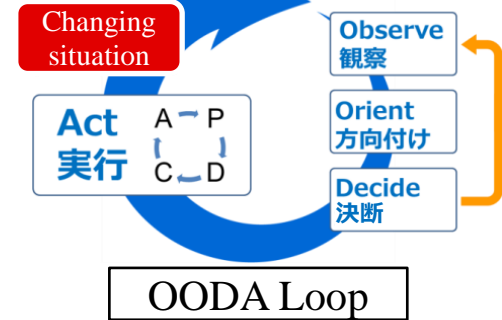 Changing
situation
Observe
観察
Orient
方向付け
Decide
決断
Act
実行
A P
C D
OODA Loop